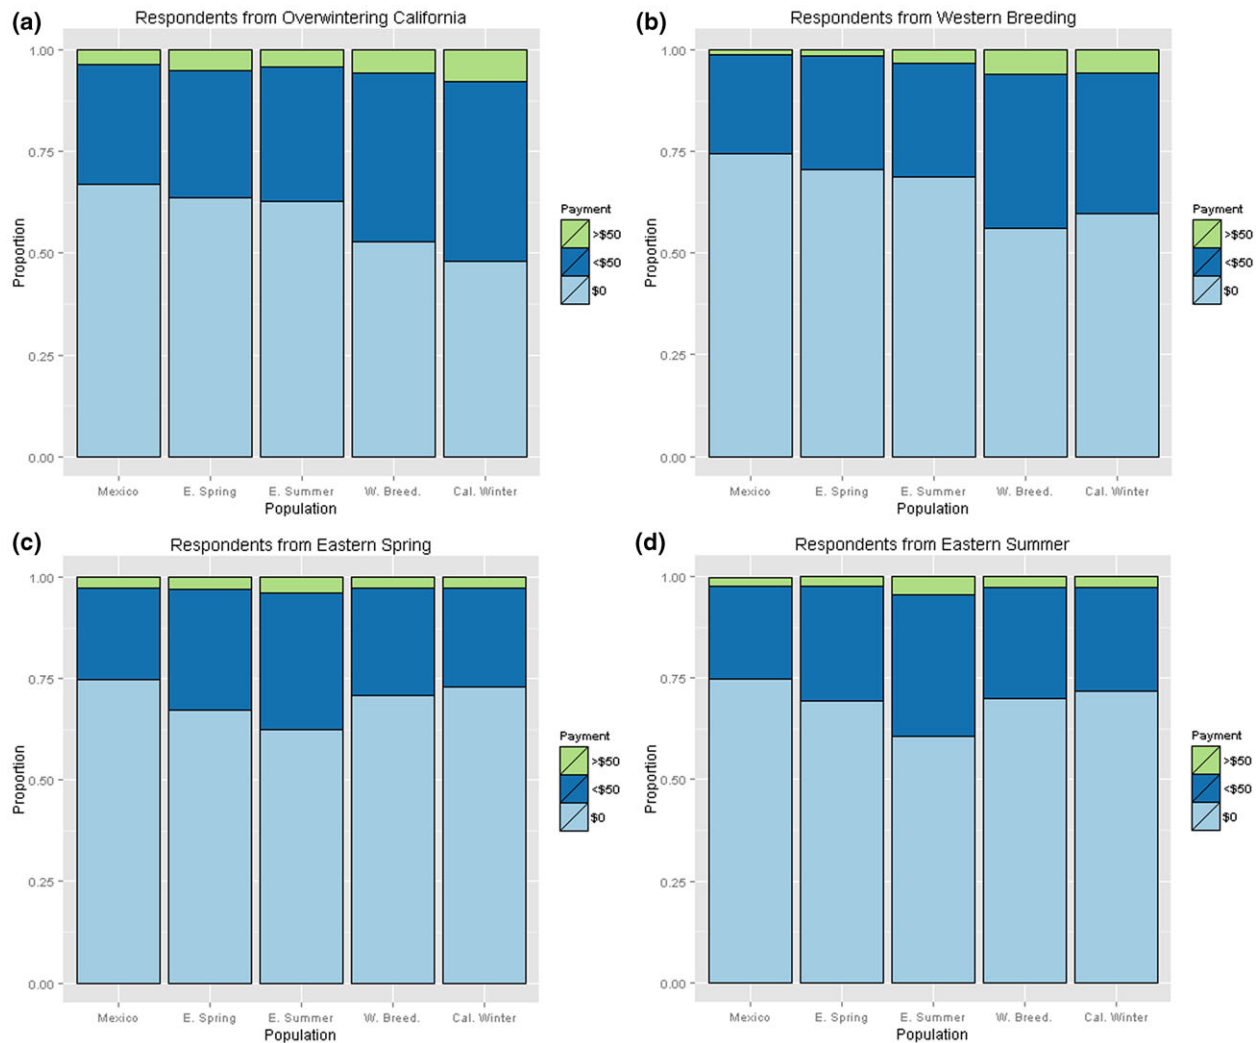 (a)
Respondents from Overwintering California
1.00
0.75
0.50
0.25
0.00
Proportion
Mexico E. Spring E. Summer W. Breed. Cal. Winter
Population
Payment
>$50
<$50
$0
(b)
Respondents from Western Breeding
1.00
0.75
0.50
0.25
0.00
Proportion
Mexico E. Spring E. Summer W. Breed. Cal. Winter
Population
Payment
>$50
<$50
$0
(c)
Respondents from Eastern Spring
1.00
0.75
0.50
0.25
0.00
Proportion
Mexico E. Spring E. Summer W. Breed. Cal. Winter
Population
Payment
>$50
<$50
$0
(d)
Respondents from Eastern Summer
1.00
0.75
0.50
0.25
0.00
Proportion
Mexico E. Spring E. Summer W. Breed. Cal. Winter
Population
Payment
>$50
<$50
$0